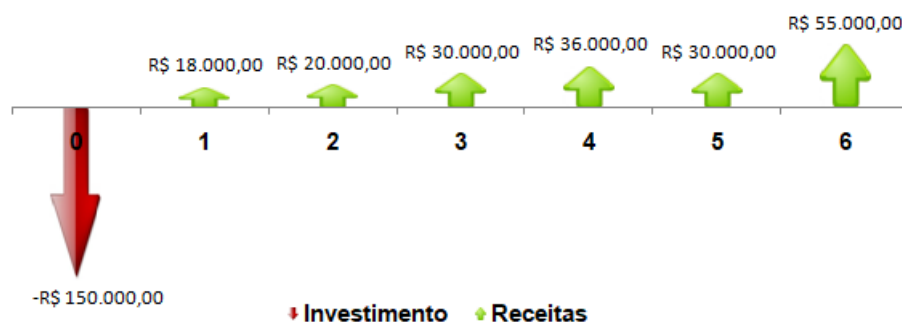 R$ 18.000,00
R$ 20.000,00
R$ 30.000,00
R$ 36.000,00
R$ 30.000,00
R$ 55.000,00
0 1 2 3 4 5 6
-R$ 150.000,00
Investimento Receitas